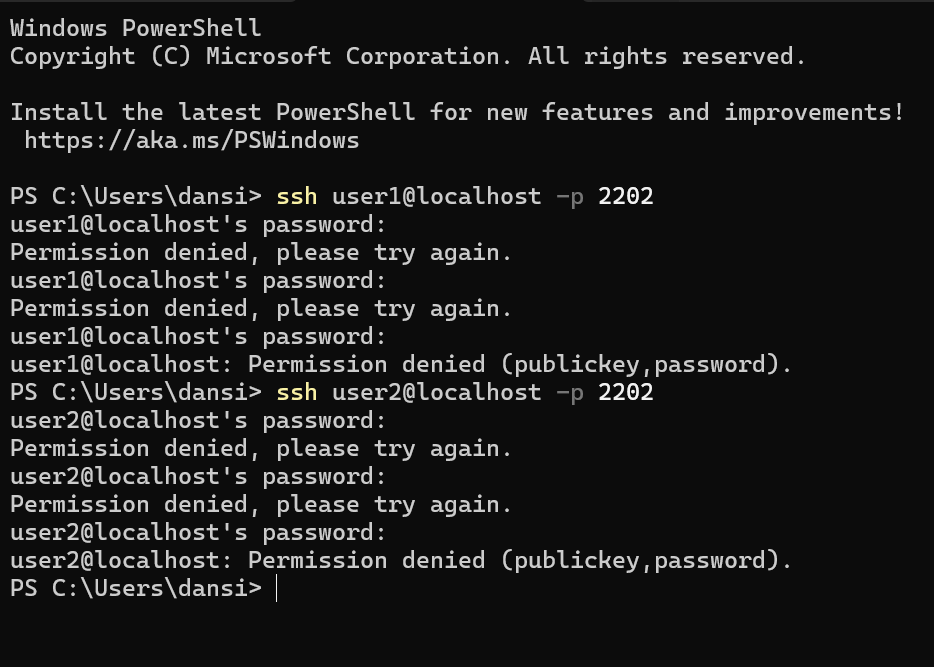 Windows PowerShell
Copyright (C) Microsoft Corporation. All rights reserved.
Install the latest PowerShell for new features and improvements!
https://aka.ms/PSWindows
PS C:\Users\dansi> ssh user1@localhost -p 2202
user1@localhost's password:
Permission denied, please try again.
user1@localhost's password:
Permission denied, please try again.
user1@localhost's password:
user1@localhost: Permission denied (publickey,password).
PS C:\Users\dansi> ssh user2@localhost -p 2202
user2@localhost's password:
Permission denied, please try again.
user2@localhost's password:
Permission denied, please try again.
user2@localhost's password:
user2@localhost: Permission denied (publickey,password).
PS C:\Users\dansi>